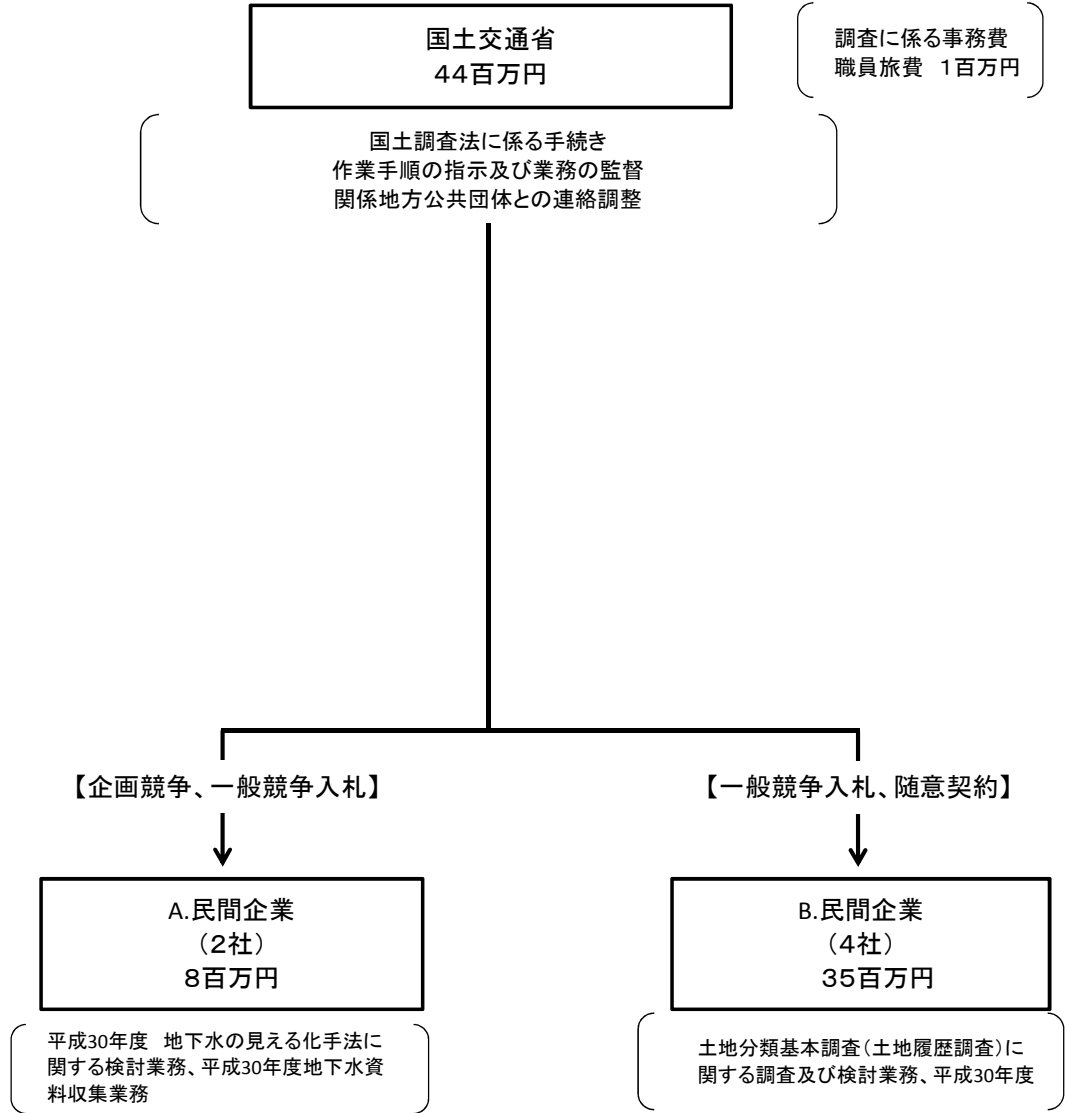 国土交通省
44百万円
調査に係る事務費
職員旅費　1百万円
国土調査法に係る手続き
作業手順の指示及び業務の監督
関係地方公共団体との連絡調整
【企画競争、一般競争入札】
【一般競争入札、随意契約】
A.民間企業
（2社）
8百万円
B.民間企業
（4社）
35百万円
平成30年度　地下水の見える化手法に
関する検討業務、平成30年度地下水資
料収集業務
土地分類基本調査（土地履歴調査）に
関する調査及び検討業務、平成30年度